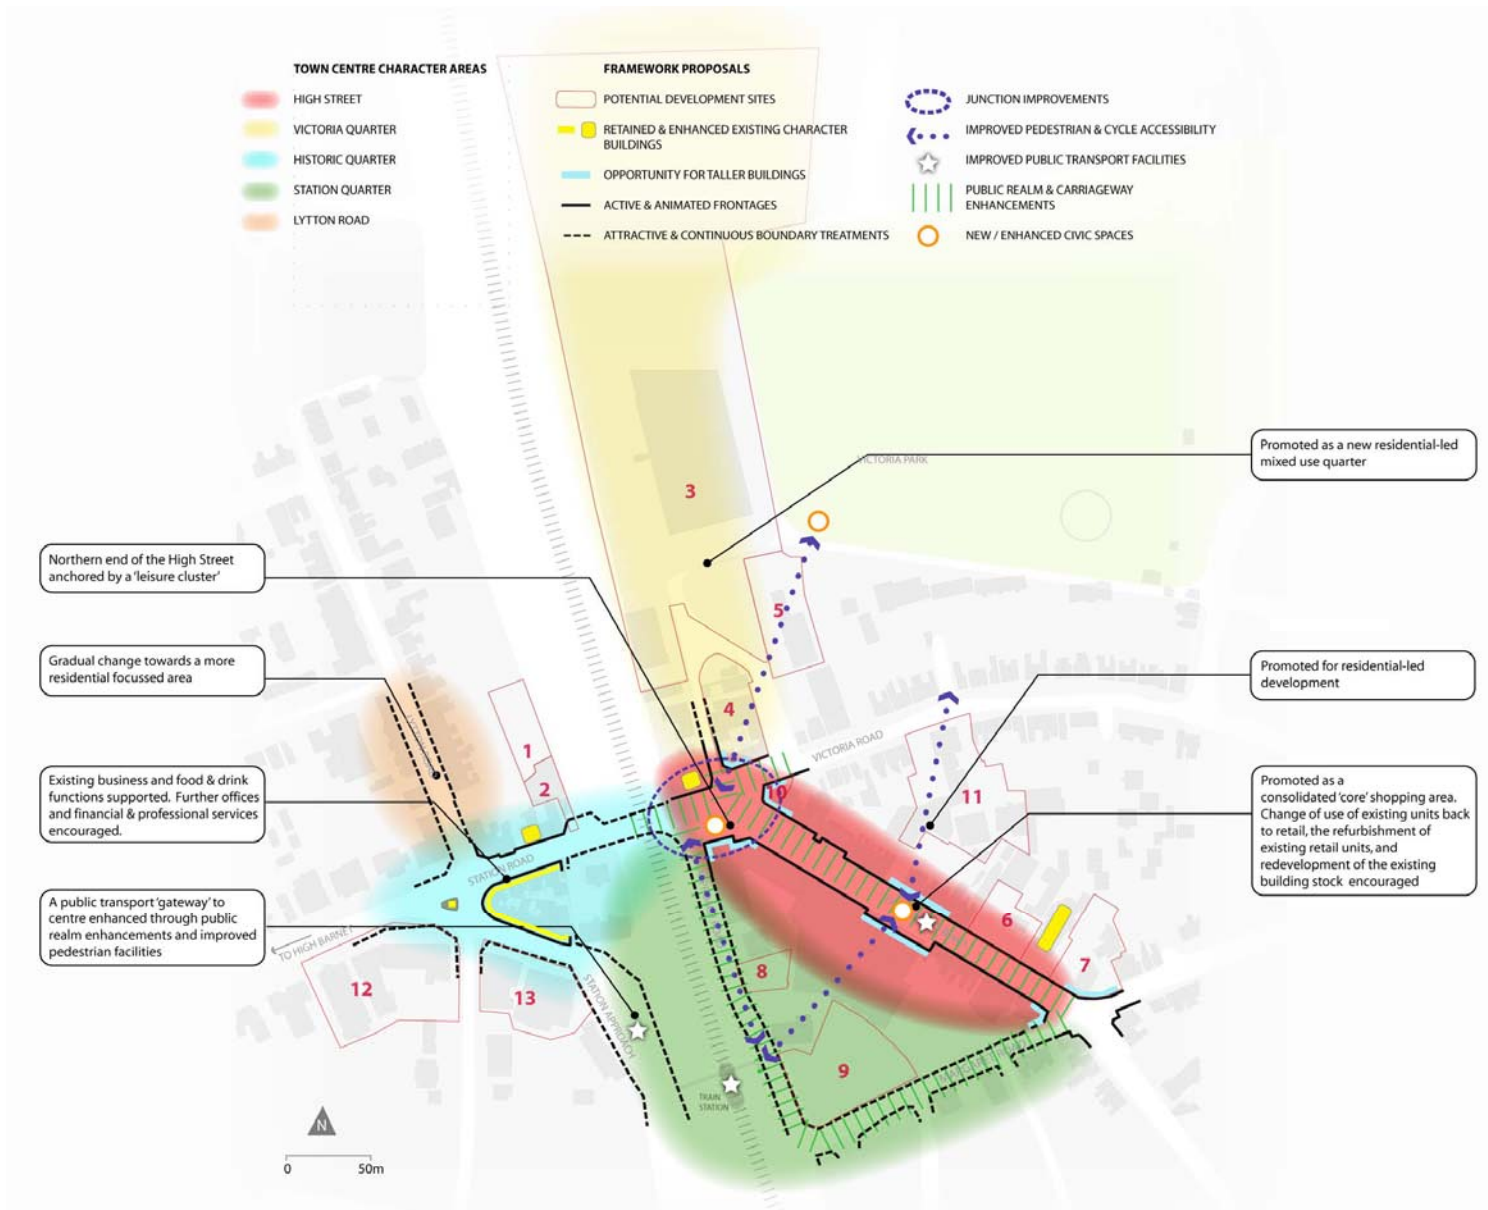 TOWN CENTRE CHARACTER AREAS
HIGH STREET
VICTORIA QUARTER
HISTORIC QUARTER
STATION QUARTER
LYTTON ROAD
FRAMEWORK PROPOSALS
POTENTIAL DEVELOPMENT SITES
RETAINED & ENHANCED EXISTING CHARACTER
BUILDINGS
OPPORTUNITY FOR TALLER BUILDINGS
ACTIVE & ANIMATED FRONTAGES
ATTRACTIVE & CONTINUOUS BOUNDARY TREATMENTS
JUNCTION IMPROVEMENTS
IMPROVED PEDESTRIAN & CYCLE ACCESSIBILITY
IMPROVED PUBLIC TRANSPORT FACILITIES
PUBLIC REALM & CARRIAGEWAY
ENHANCEMENTS
NEW / ENHANCED CIVIC SPACES
Promoted as a new residential-led
mixed use quarter
VICTORIA PARK
3
Northern end of the High Street
anchored by a 'leisure cluster'
5
Gradual change towards a more
residential focussed area
Promoted for residential-led
development
4
1
VICTORIA ROAD
2
10
11
Existing business and food & drink
functions supported. Further offices
and financial & professional services
encouraged.
Promoted as a
consolidated 'core' shopping area.
Change of use of existing units back
to retail, the refurbishment of
existing retail units, and
redevelopment of the existing
building stock encouraged
STATION ROAD
A public transport 'gateway' to
centre enhanced through public
realm enhancements and improved
pedestrian facilities
TO HIGH BARNET
6
7
8
12
13
STATION APPROACH
9
MARGARET ROAD
TRAIN
STATION
N
0 50m